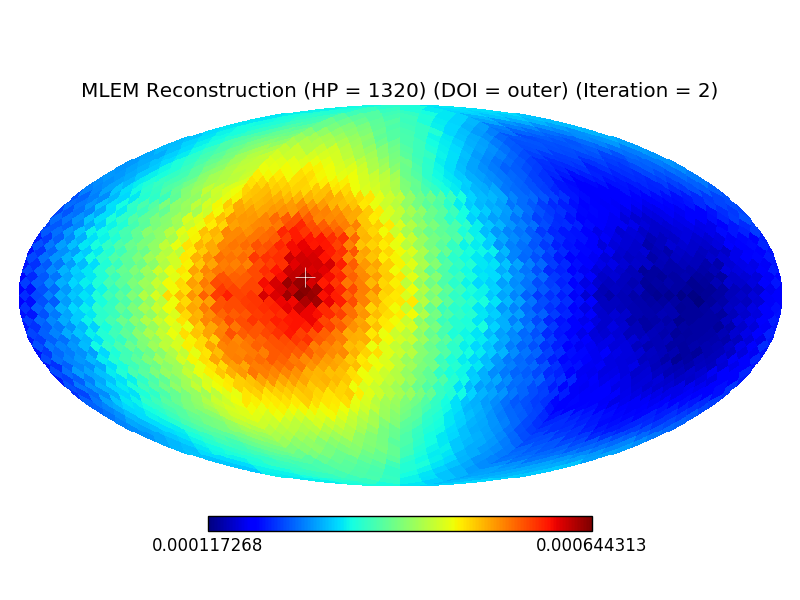 MLEM Reconstruction (HP = 1320) (DOI = outer) (Iteration = 2)
0.000117268 0.000644313